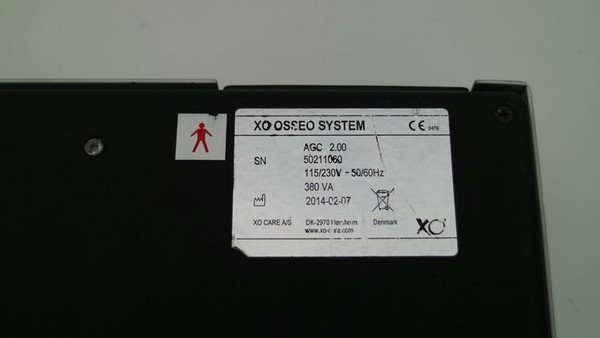 XO OSSEO SYSTEM
CE 0473
AGC 2.00
SN 50211060
115/230V ~ 50/60Hz
380 VA
2014-02-07
XO CARE A/S DK-2970 Hørsholm Denmark
XO